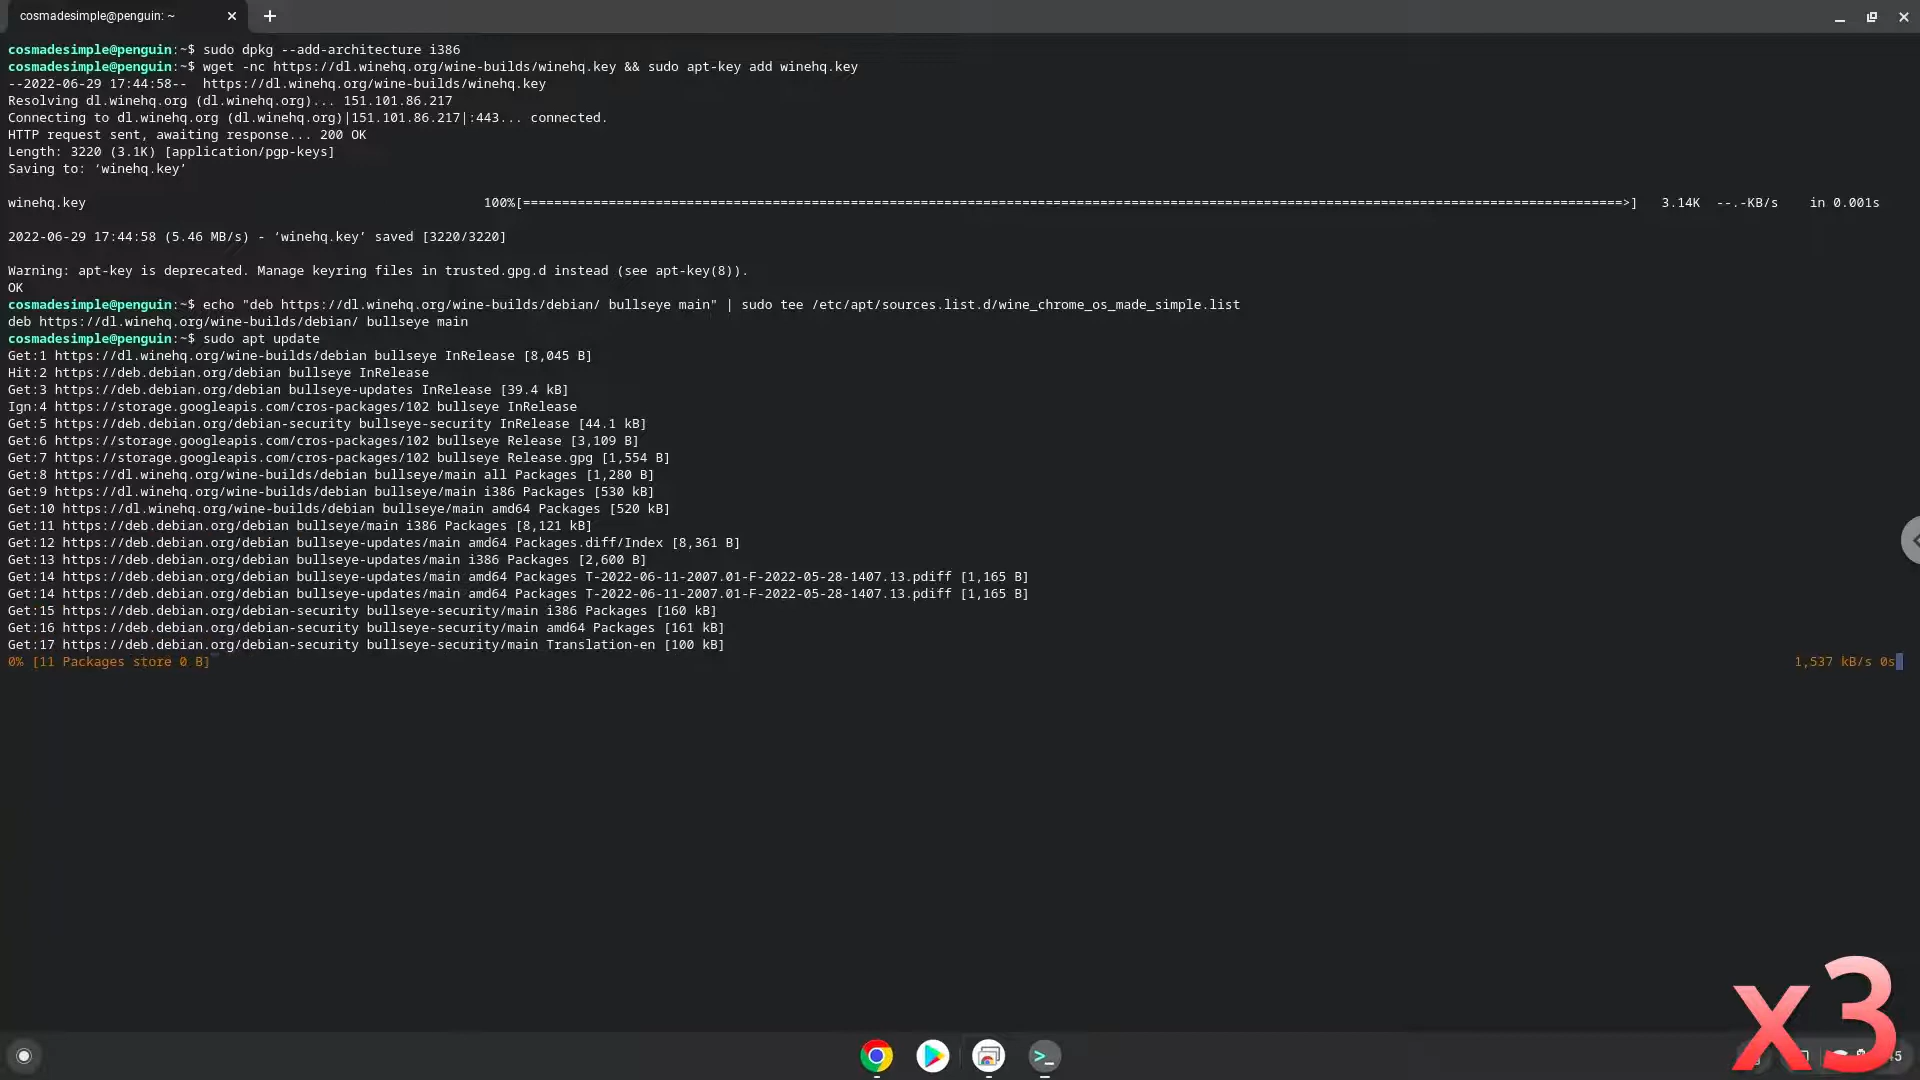 cosmadesimple@penguin: ~
cosmadesimple@penguin:~$ sudo dpkg --add-architecture i386
cosmadesimple@penguin:~$ wget -nc https://dl.winehq.org/wine-builds/winehq.key && sudo apt-key add winehq.key
--2022-06-29 17:44:58--  https://dl.winehq.org/wine-builds/winehq.key
Resolving dl.winehq.org (dl.winehq.org)... 151.101.86.217
Connecting to dl.winehq.org (dl.winehq.org)|151.101.86.217|:443... connected.
HTTP request sent, awaiting response... 200 OK
Length: 3220 (3.1K) [application/pgp-keys]
Saving to: ‘winehq.key’
winehq.key 100%[=============================================================================================================================================>] 3.14K --.-KB/s in 0.001s
2022-06-29 17:44:58 (5.46 MB/s) - ‘winehq.key’ saved [3220/3220]
Warning: apt-key is deprecated. Manage keyring files in trusted.gpg.d instead (see apt-key(8)).
OK
cosmadesimple@penguin:~$ echo "deb https://dl.winehq.org/wine-builds/debian/ bullseye main" | sudo tee /etc/apt/sources.list.d/wine_chrome_os_made_simple.list
deb https://dl.winehq.org/wine-builds/debian/ bullseye main
cosmadesimple@penguin:~$ sudo apt update
Get:1 https://dl.winehq.org/wine-builds/debian bullseye InRelease [8,045 B]
Hit:2 https://deb.debian.org/debian bullseye InRelease
Get:3 https://deb.debian.org/debian bullseye-updates InRelease [39.4 kB]
Ign:4 https://storage.googleapis.com/cros-packages/102 bullseye InRelease
Get:5 https://deb.debian.org/debian-security bullseye-security InRelease [44.1 kB]
Get:6 https://storage.googleapis.com/cros-packages/102 bullseye Release [3,109 B]
Get:7 https://storage.googleapis.com/cros-packages/102 bullseye Release.gpg [1,554 B]
Get:8 https://dl.winehq.org/wine-builds/debian bullseye/main all Packages [1,280 B]
Get:9 https://dl.winehq.org/wine-builds/debian bullseye/main i386 Packages [530 kB]
Get:10 https://dl.winehq.org/wine-builds/debian bullseye/main amd64 Packages [520 kB]
Get:11 https://deb.debian.org/debian bullseye/main i386 Packages [8,121 kB]
Get:12 https://deb.debian.org/debian bullseye-updates/main amd64 Packages.diff/Index [8,361 B]
Get:13 https://deb.debian.org/debian bullseye-updates/main i386 Packages [2,600 B]
Get:14 https://deb.debian.org/debian bullseye-updates/main amd64 Packages T-2022-06-11-2007.01-F-2022-05-28-1407.13.pdiff [1,165 B]
Get:14 https://deb.debian.org/debian bullseye-updates/main amd64 Packages T-2022-06-11-2007.01-F-2022-05-28-1407.13.pdiff [1,165 B]
Get:15 https://deb.debian.org/debian-security bullseye-security/main i386 Packages [160 kB]
Get:16 https://deb.debian.org/debian-security bullseye-security/main amd64 Packages [161 kB]
Get:17 https://deb.debian.org/debian-security bullseye-security/main Translation-en [100 kB]
0% [11 Packages store 0 B] 1,537 kB/s 0s
x3